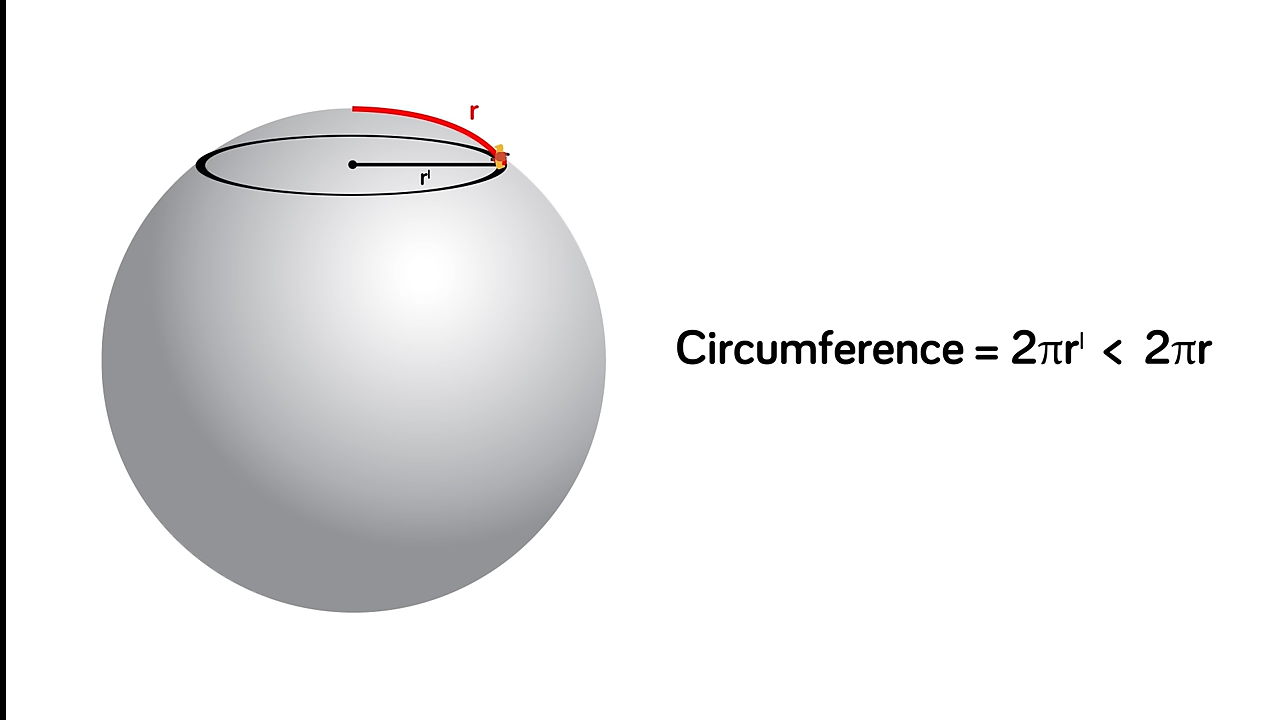 r
r'
Circumference = 2πr' < 2πr